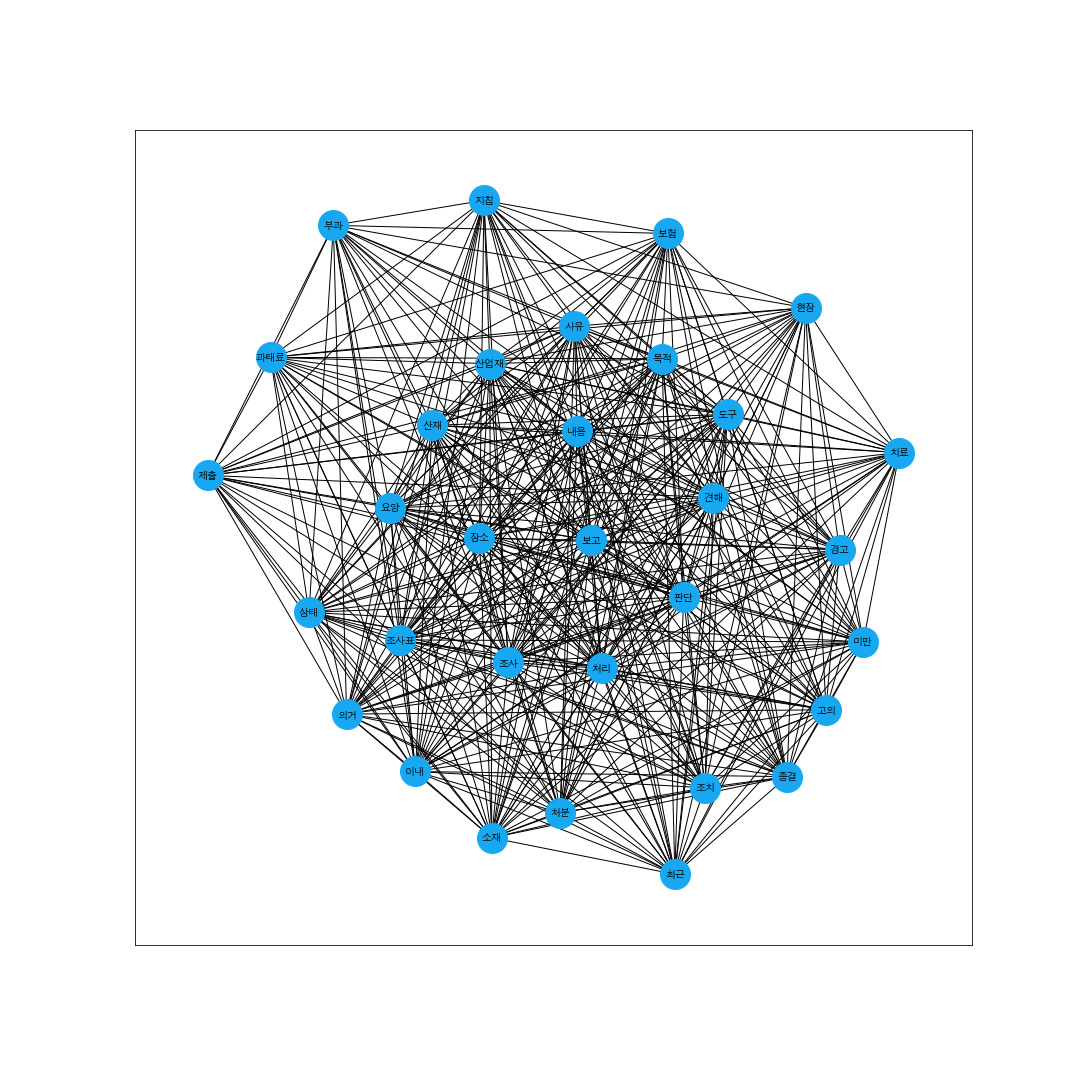 지침
부과
보험
현장
사유
과태료
목적
산업재
도구
산재
내용
치료
제출
견해
요양
장소
보고
경고
판단
상태
조사표
미만
조사
처리
고의
의거
이내
종결
조치
처분
소재
최근